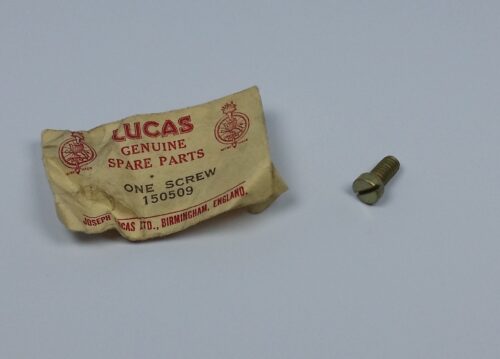 LUCAS
GENUINE
SPARE PARTS
ONE SCREW
150509
JOSEPH LUCAS LTD., BIRMINGHAM, ENGLAND.